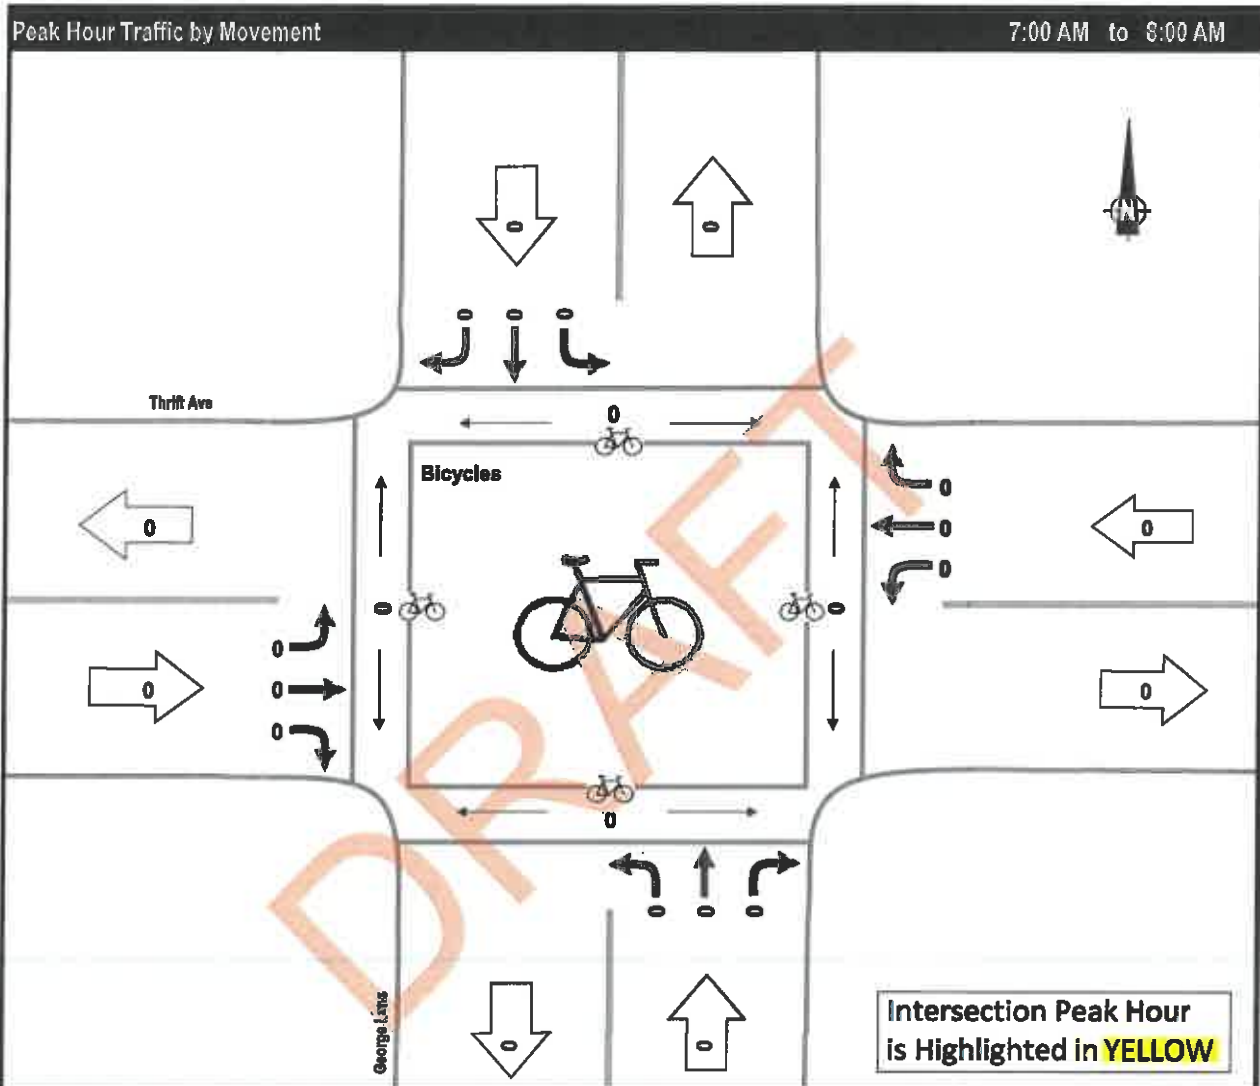 Peak Hour Traffic by Movement 7:00 AM to 8:00 AM
0 0
0 0 0
Thrift Ave
0
Bicycles
0
0
0 0 0
0
0 0
0
0 0 0
0
0
0 0 0
DRAFT
George Lane
0 0
Intersection Peak Hour
is Highlighted in YELLOW